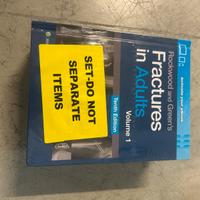 Rockwood and Green's
Fractures
in Adults
Volume 1
Tenth Edition
SET-DO NOT
SEPARATE
ITEMS